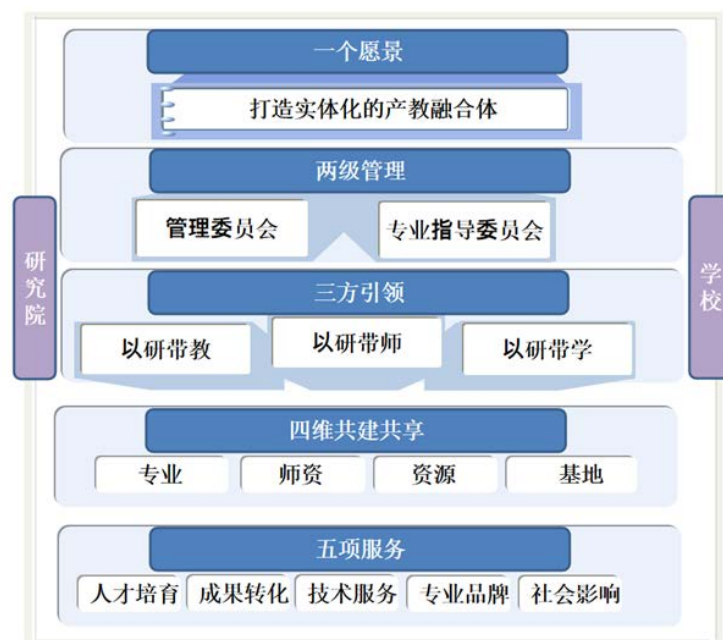 一个愿景
打造实体化的产教融合体
两级管理
管理委员会 专业指导委员会
研究院
学校
三方引领
以研带教 以研带师 以研带学
四维共建共享
专业 师资 资源 基地
五项服务
人才培育 成果转化 技术服务 专业品牌 社会影响